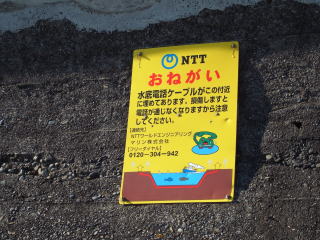 NTT
おねがい
水底電話ケーブルがこの付近
に埋めてあります。損傷しますと
電話が通じなくなりますから注意
してください。
【連絡先】
NTTワールドエンジニアリング
マリン株式会社
【フリーダイヤル】
0120-304-942